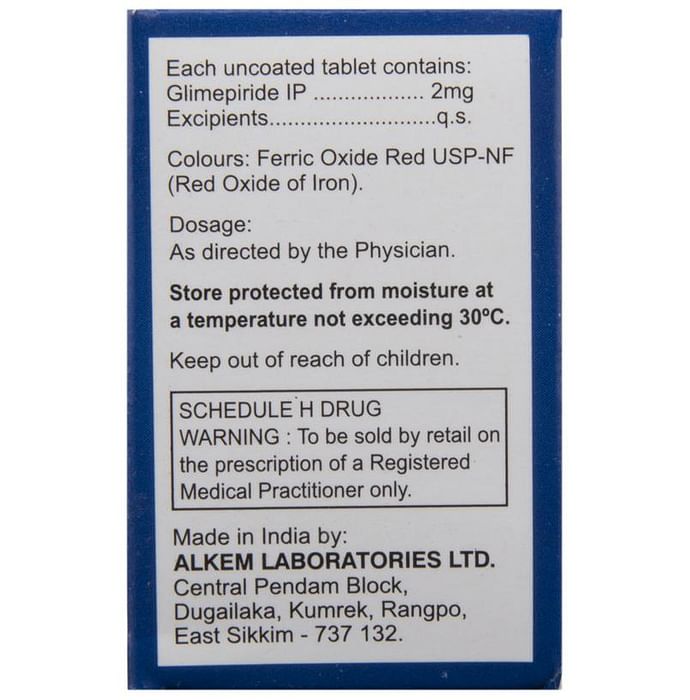 Each uncoated tablet contains:
Glimepiride IP .................. 2mg
Excipients...........................q.s.
Colours: Ferric Oxide Red USP-NF
(Red Oxide of Iron).
Dosage:
As directed by the Physician.
Store protected from moisture at
a temperature not exceeding 30ºC.
Keep out of reach of children.
SCHEDULE H DRUG
WARNING : To be sold by retail on
the prescription of a Registered
Medical Practitioner only.
Made in India by:
ALKEM LABORATORIES LTD.
Central Pendam Block,
Dugailaka, Kumrek, Rangpo,
East Sikkim - 737 132.